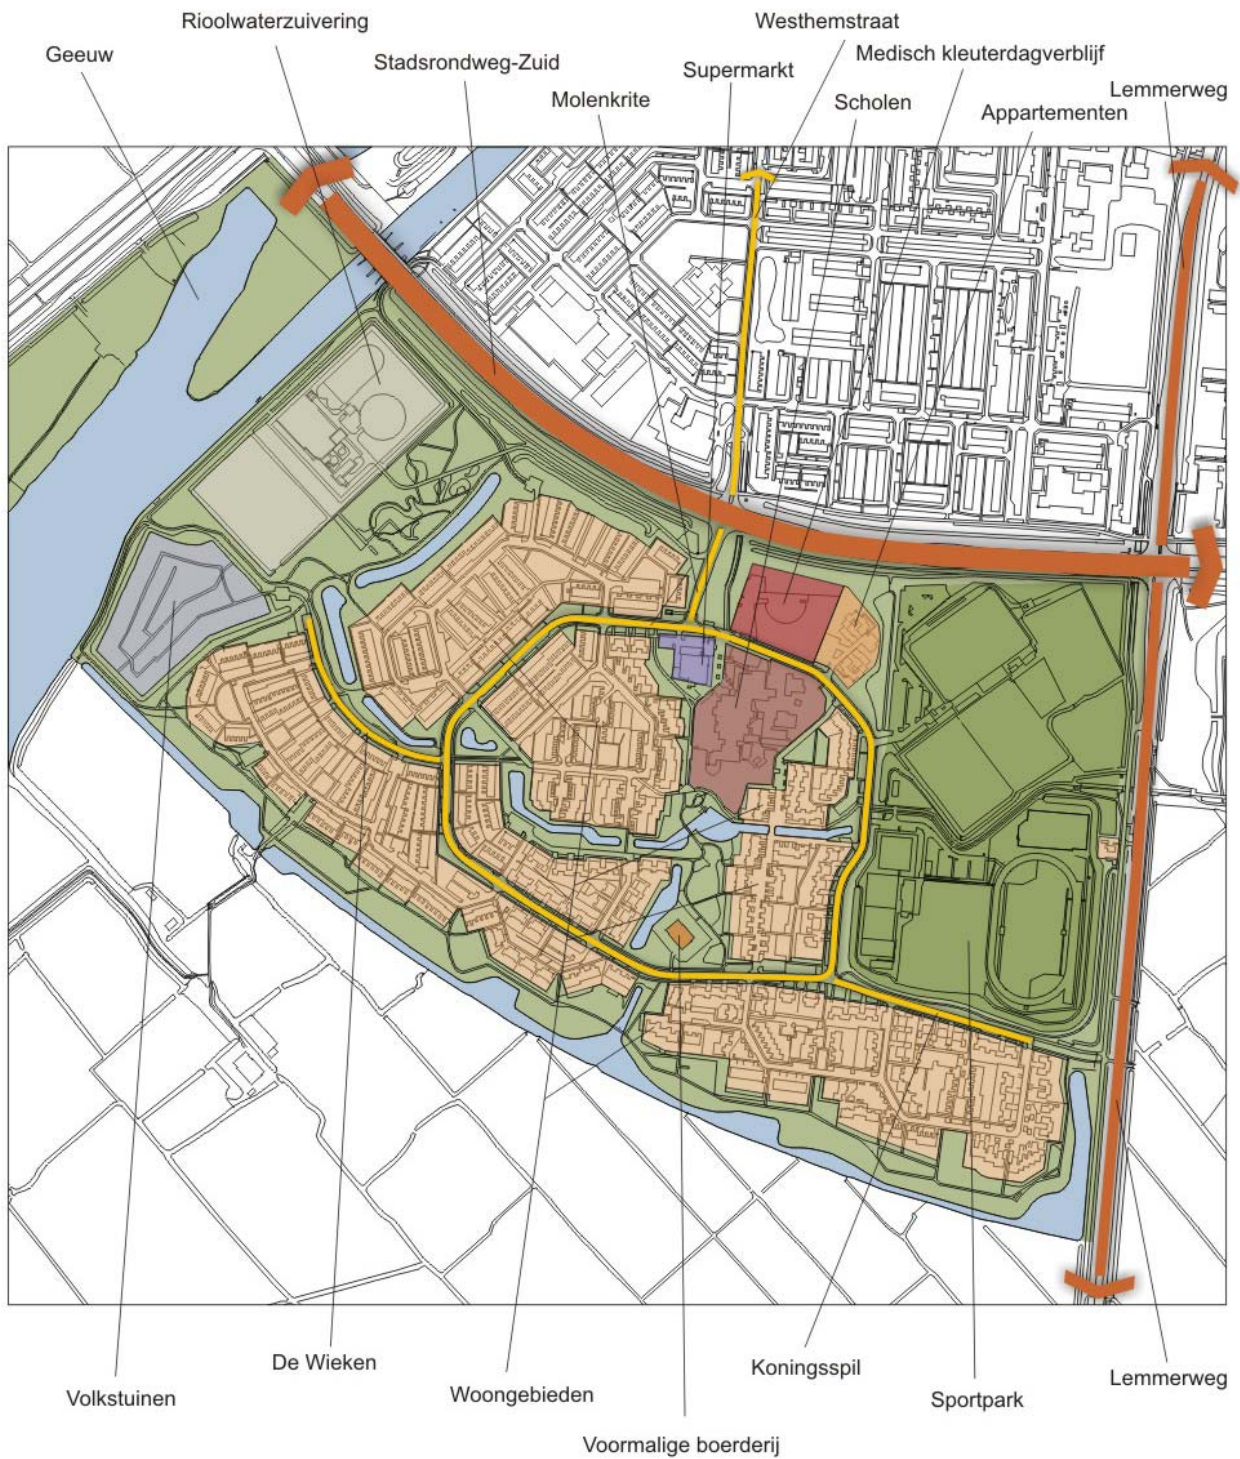 Rioolwaterzuivering
Westhemstraat
Geeuw
Stadsrondweg-Zuid
Medisch kleuterdagverblijf
Supermarkt
Lemmerweg
Molenkrite
Scholen
Appartementen
De Wieken
Koningsspil
Lemmerweg
Volkstuinen
Woongebieden
Sportpark
Voormalige boerderij